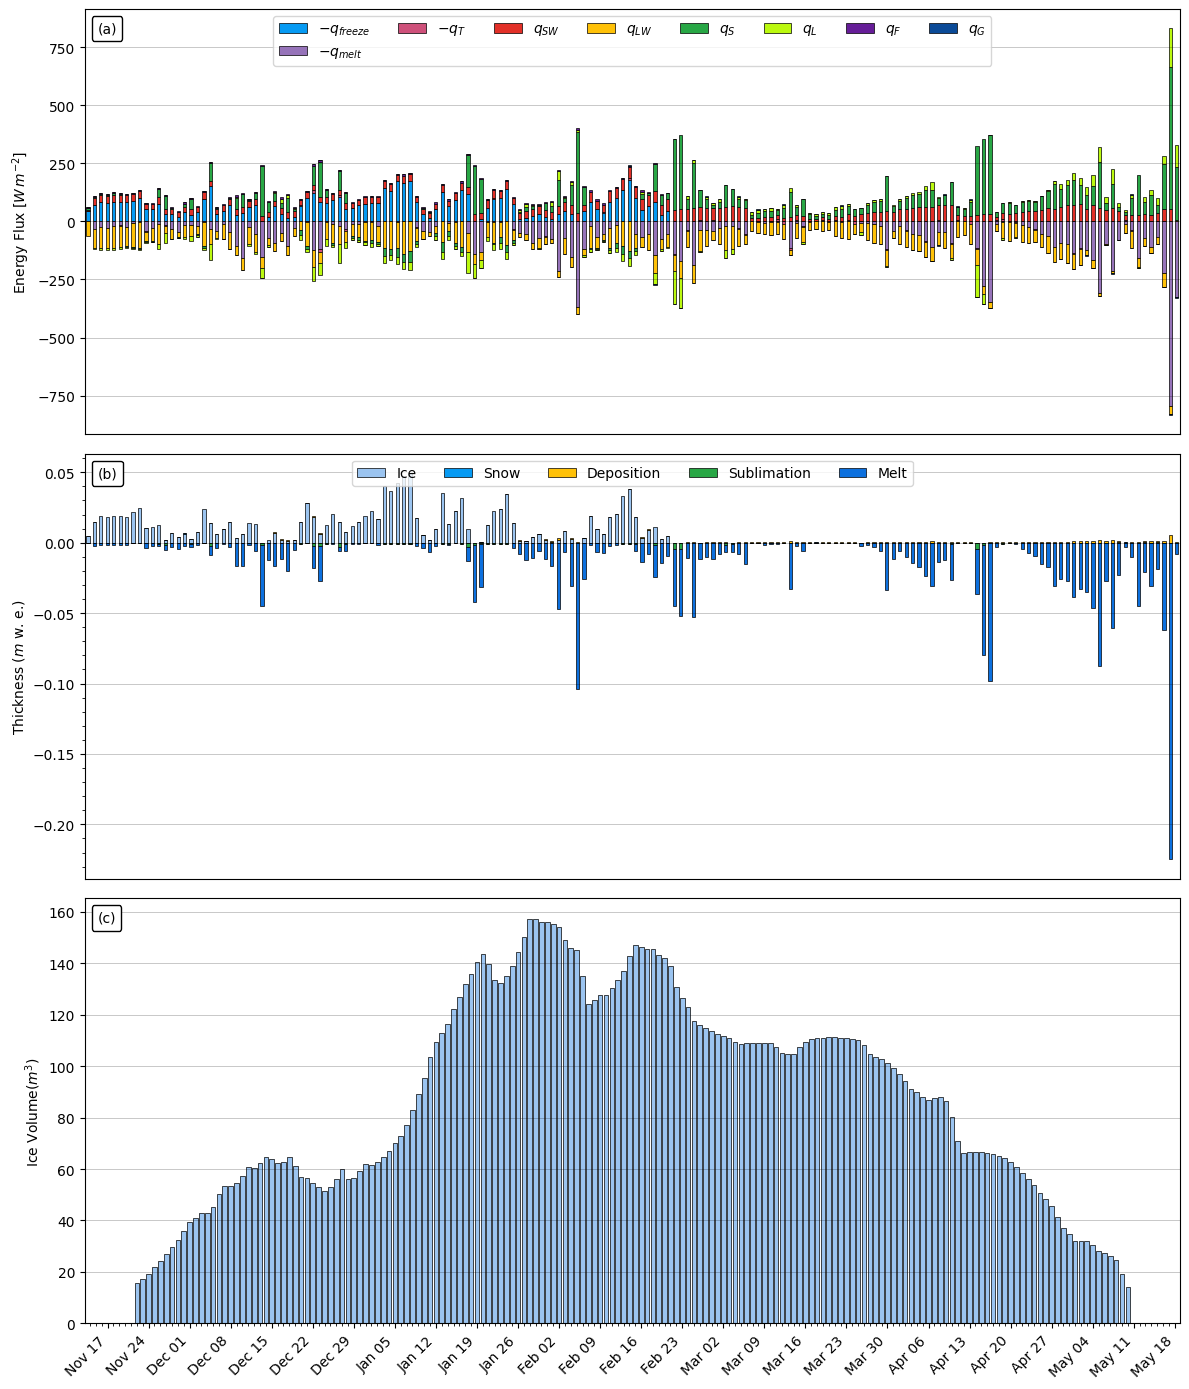 (a)
−q_freeze −q_T q_SW q_LW q_S q_L q_F q_G
−q_melt
Energy Flux [W m⁻²]
750
500
250
0
−250
−500
−750
(b)
Ice Snow Deposition Sublimation Melt
Thickness (m w. e.)
0.05
0.00
−0.05
−0.10
−0.15
−0.20
(c)
Ice Volume(m³)
160
140
120
100
80
60
40
20
0
Nov 17 Nov 24 Dec 01 Dec 08 Dec 15 Dec 22 Dec 29 Jan 05 Jan 12 Jan 19 Jan 26 Feb 02 Feb 09 Feb 16 Feb 23 Mar 02 Mar 09 Mar 16 Mar 23 Mar 30 Apr 06 Apr 13 Apr 20 Apr 27 May 04 May 11 May 18